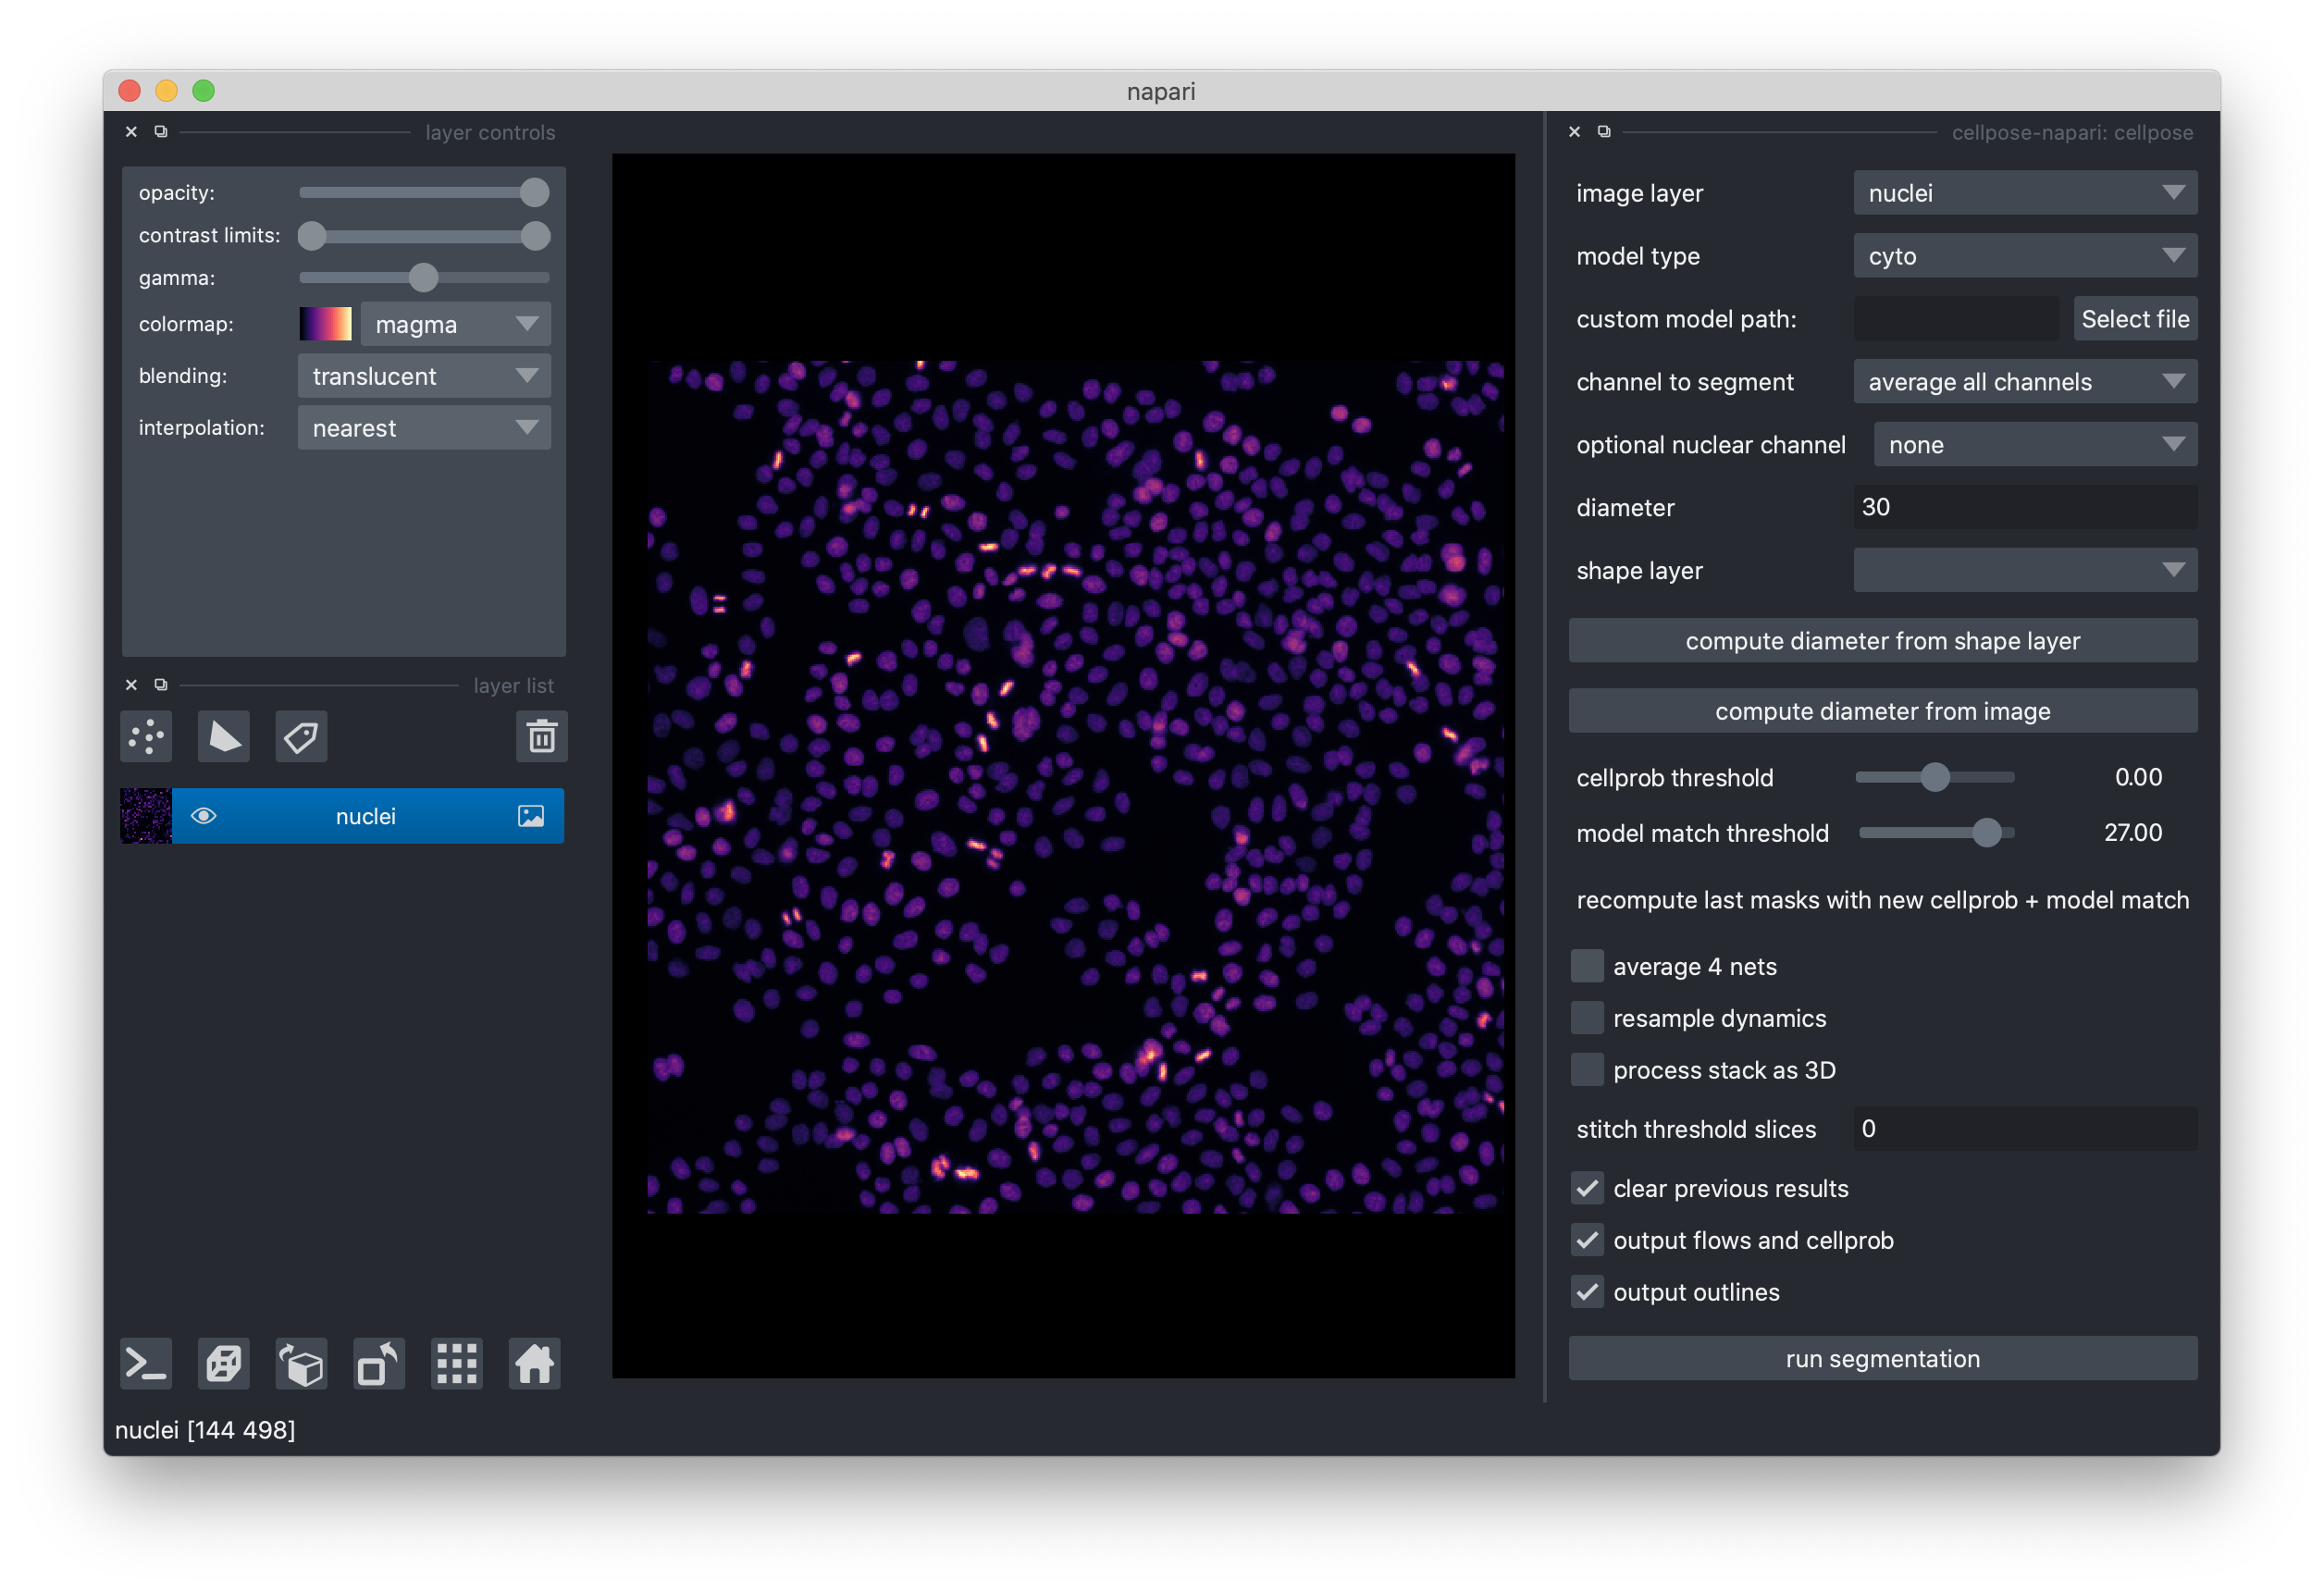 napari
layer controls
opacity:
contrast limits:
gamma:
colormap: magma
blending: translucent
interpolation: nearest
layer list
nuclei
nuclei [144 498]
cellpose-napari: cellpose
image layer nuclei
model type cyto
custom model path: Select file
channel to segment average all channels
optional nuclear channel none
diameter 30
shape layer
compute diameter from shape layer
compute diameter from image
cellprob threshold 0.00
model match threshold 27.00
recompute last masks with new cellprob + model match
average 4 nets
resample dynamics
process stack as 3D
stitch threshold slices 0
clear previous results
output flows and cellprob
output outlines
run segmentation